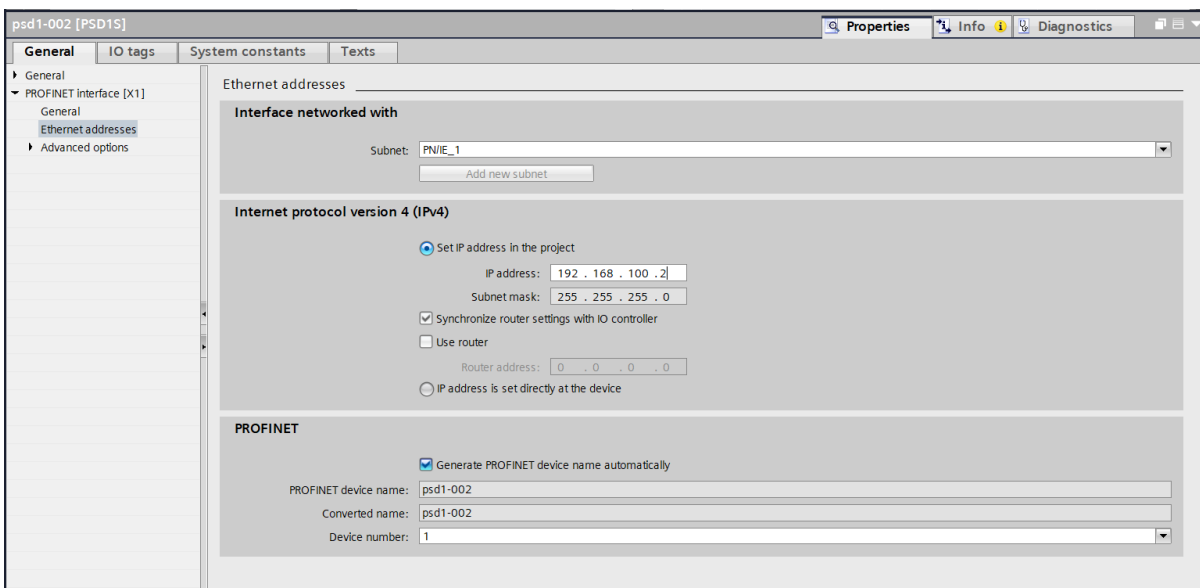 psd1-002 [PSD1S]
Properties
Info
Diagnostics
General
IO tags
System constants
Texts
General
PROFINET interface [X1]
General
Ethernet addresses
Advanced options
Ethernet addresses
Interface networked with
Subnet: PN/IE_1
Add new subnet
Internet protocol version 4 (IPv4)
Set IP address in the project
IP address: 192 . 168 . 100 .2
Subnet mask: 255 . 255 . 255 . 0
Synchronize router settings with IO controller
Use router
Router address: 0 . 0 . 0 . 0
IP address is set directly at the device
PROFINET
Generate PROFINET device name automatically
PROFINET device name: psd1-002
Converted name: psd1-002
Device number: 1